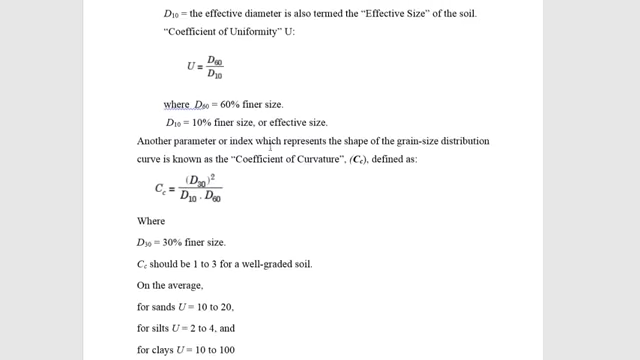 D10 = the effective diameter is also termed the “Effective Size” of the soil.
“Coefficient of Uniformity” U:
U = D60 / D10
where D60 = 60% finer size.
D10 = 10% finer size, or effective size.
Another parameter or index which represents the shape of the grain-size distribution
curve is known as the “Coefficient of Curvature”, (Cc), defined as:
Cc = (D30)² / D10 . D60
Where
D30 = 30% finer size.
Cc should be 1 to 3 for a well-graded soil.
On the average,
for sands U = 10 to 20,
for silts U = 2 to 4, and
for clays U = 10 to 100